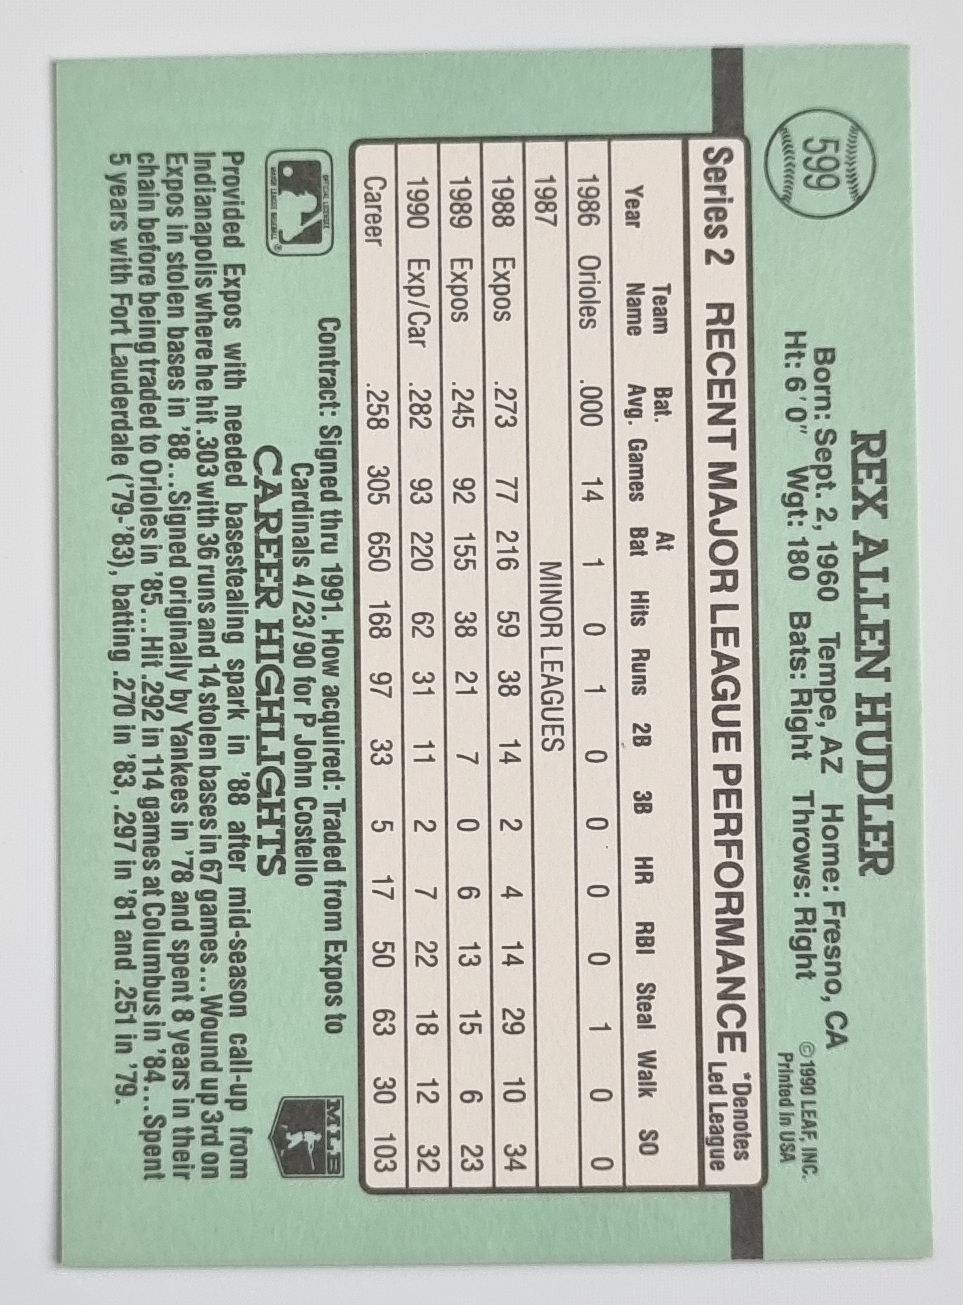 599
REX ALLEN HUDLER
Born: Sept. 2, 1960 Tempe, AZ Home: Fresno, CA
Ht: 6'0" Wgt: 180 Bats: Right Throws: Right
©1990 LEAF, INC.
Printed in USA
Series 2 RECENT MAJOR LEAGUE PERFORMANCE *Denotes Led League
Team Bat. At
Year Name Avg. Games Bat Hits Runs 2B 3B HR RBI Steal Walk SO
1986 Orioles .000 14 1 0 1 0 0 0 0 1 0 0
1987 MINOR LEAGUES
1988 Expos .273 77 216 59 38 14 2 4 14 29 10 34
1989 Expos .245 92 155 38 21 7 0 6 13 15 6 23
1990 Exp/Car .282 93 220 62 31 11 2 7 22 18 12 32
Career .258 305 650 168 97 33 5 17 50 63 30 103
OFFICIAL LICENSEE
MAJOR LEAGUE BASEBALL ®
Contract: Signed thru 1991. How acquired: Traded from Expos to
Cardinals 4/23/90 for P John Costello
CAREER HIGHLIGHTS
MLB
Provided Expos with needed basestealing spark in '88 after mid-season call-up from
Indianapolis where he hit .303 with 36 runs and 14 stolen bases in 67 games...Wound up 3rd on
Expos in stolen bases in '88...Signed originally by Yankees in '78 and spent 8 years in their
chain before being traded to Orioles in '85...Hit .292 in 114 games at Columbus in '84...Spent
5 years with Fort Lauderdale ('79-'83), batting .270 in '83, .297 in '81 and .251 in '79.